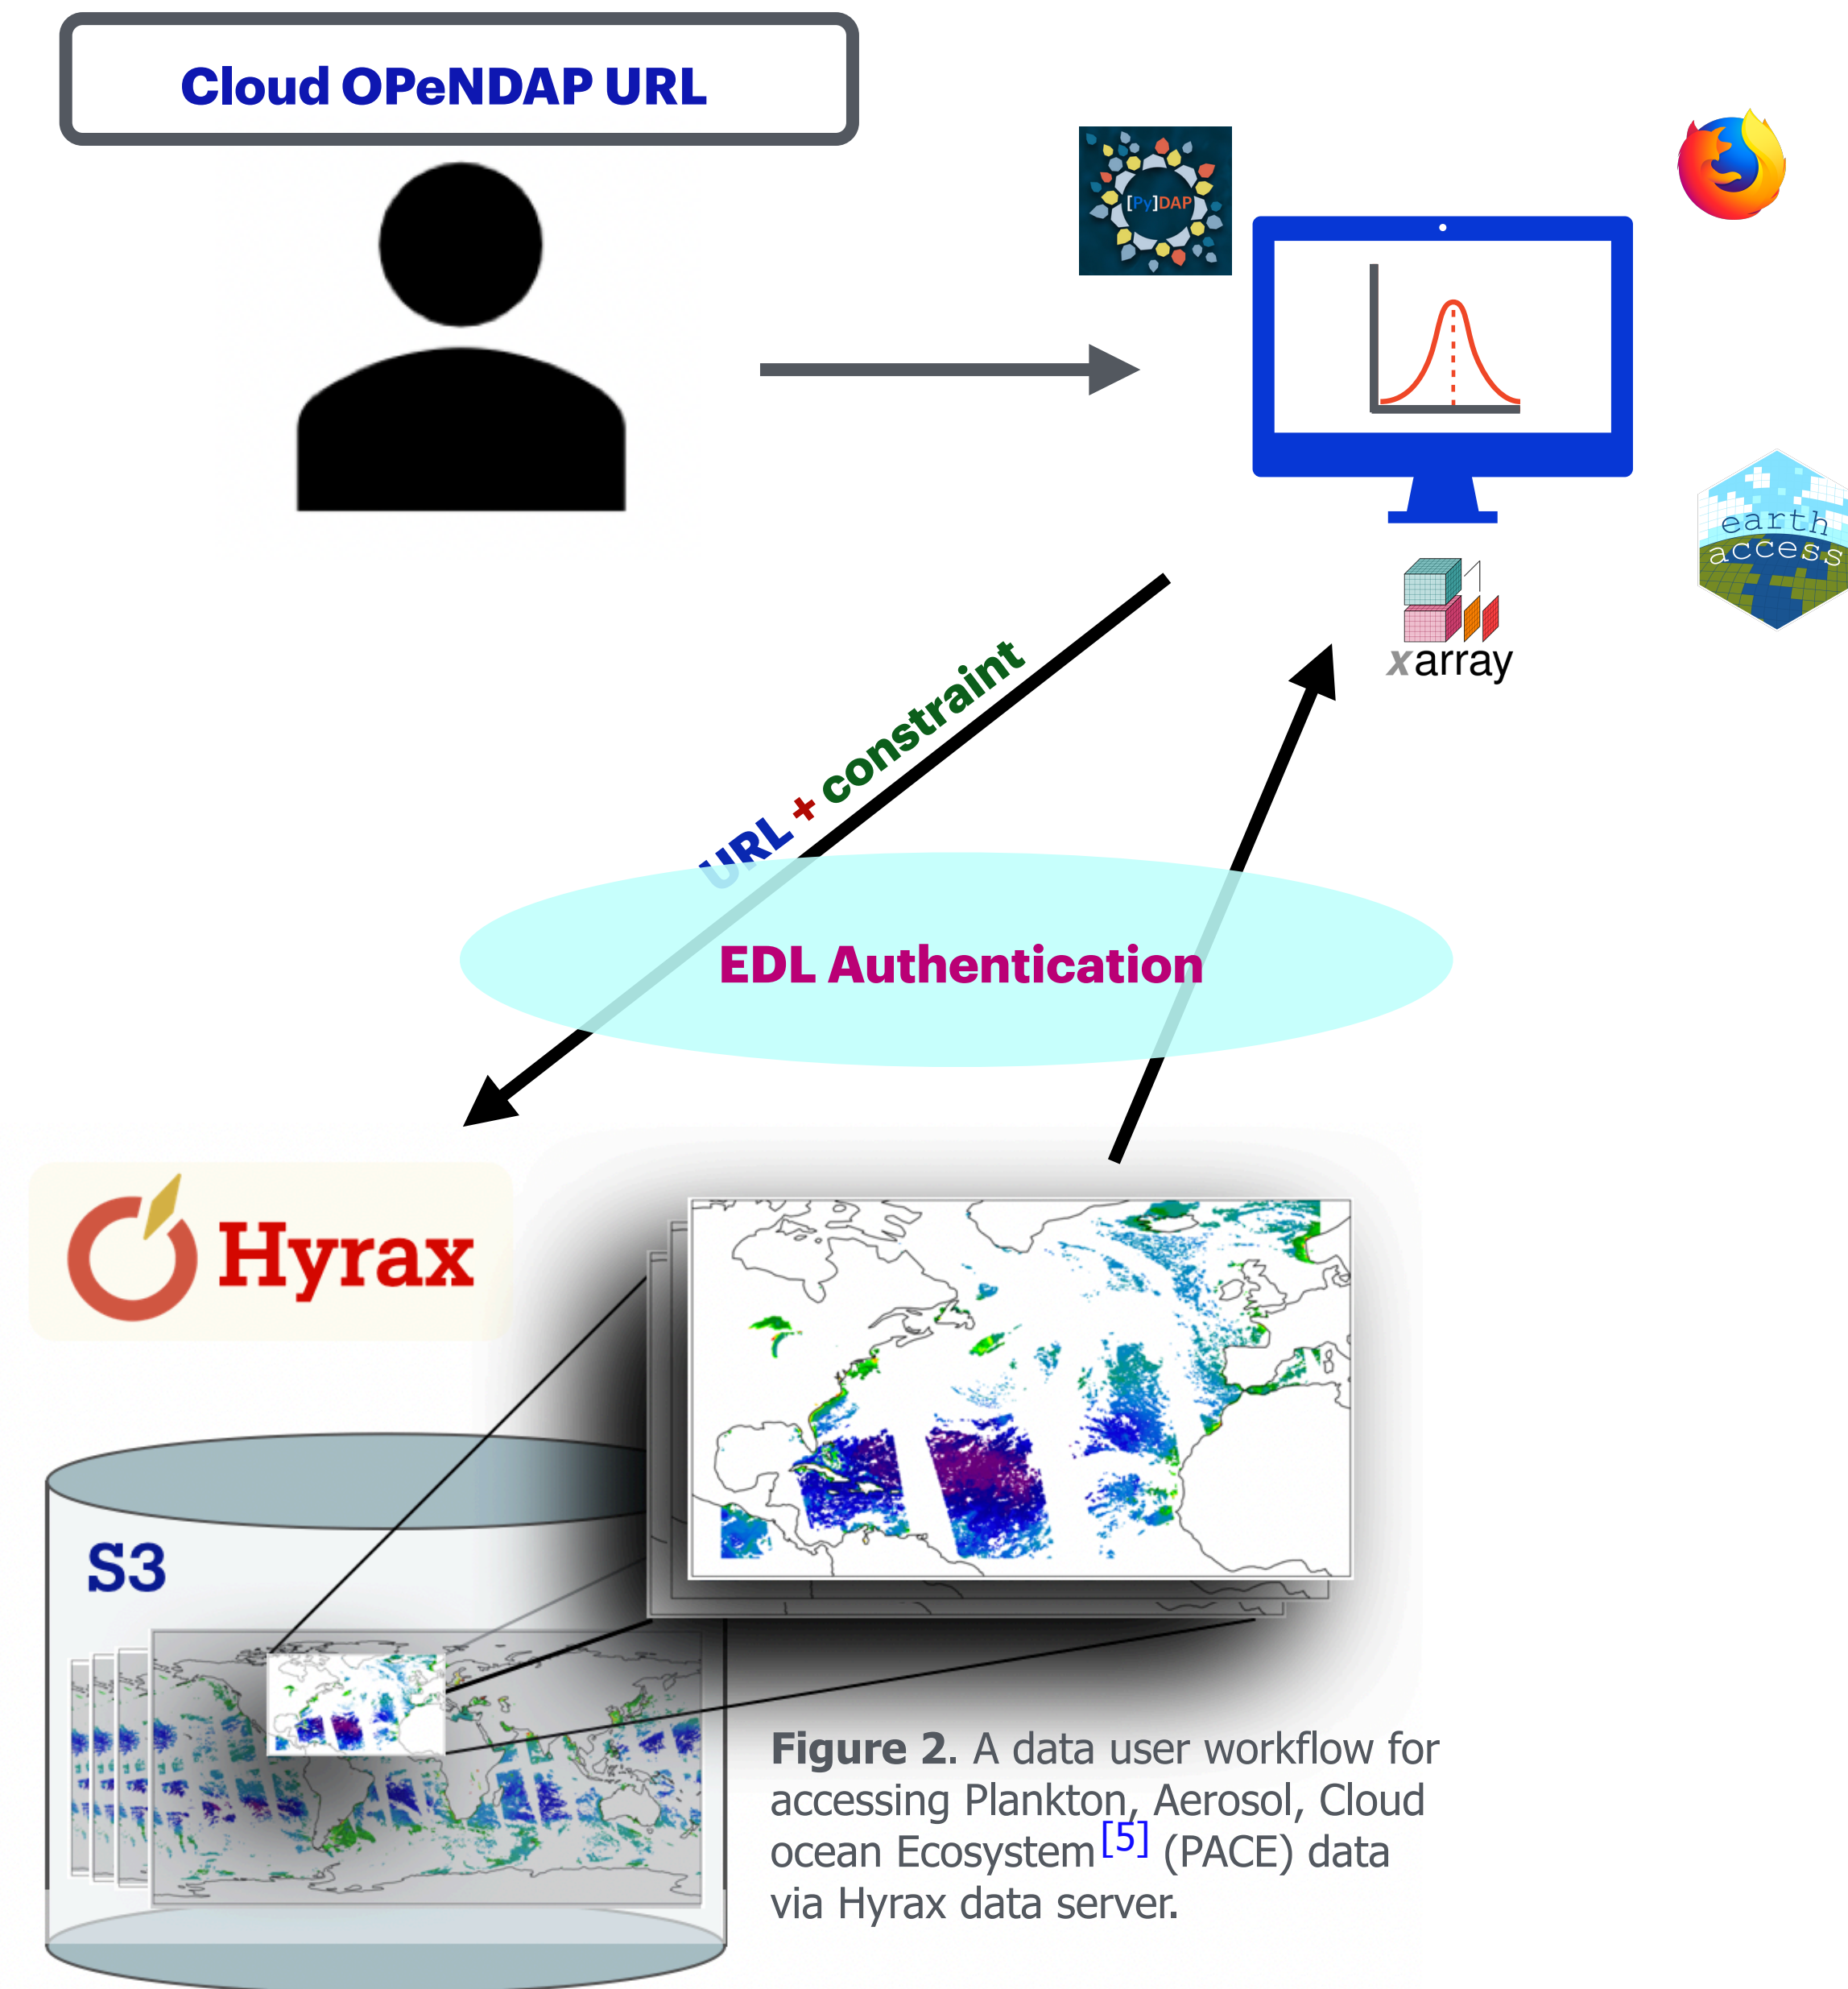 Cloud OPeNDAP URL
[Py]DAP
earth
access
xarray
URL + constraint
EDL Authentication
Hyrax
S3
Figure 2. A data user workflow for
accessing Plankton, Aerosol, Cloud
ocean Ecosystem[5] (PACE) data
via Hyrax data server.